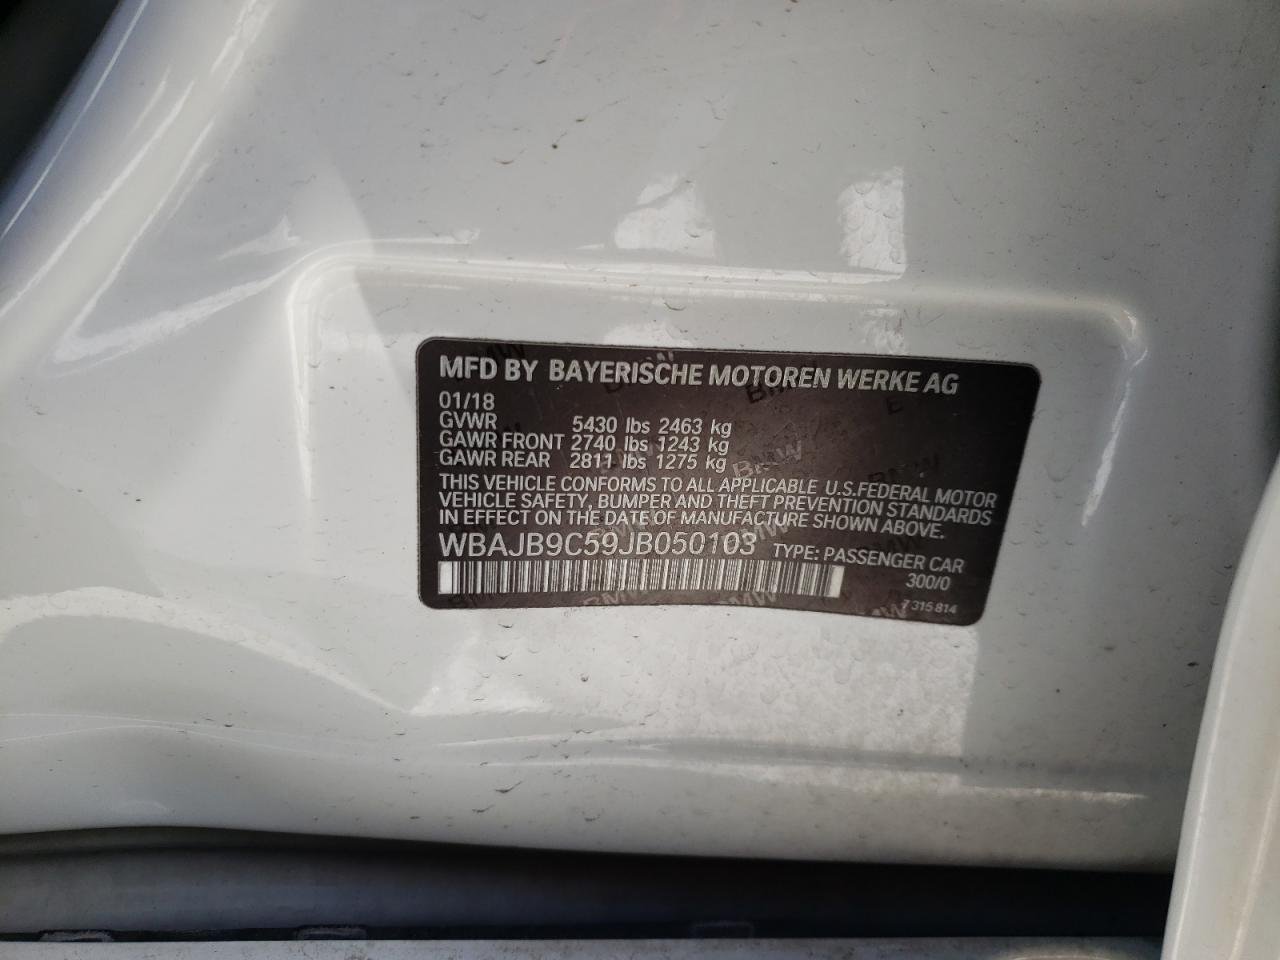 MFD BY BAYERISCHE MOTOREN WERKE AG
01/18
GVWR 5430 lbs 2463 kg
GAWR FRONT 2740 lbs 1243 kg
GAWR REAR 2811 lbs 1275 kg
THIS VEHICLE CONFORMS TO ALL APPLICABLE U.S.FEDERAL MOTOR
VEHICLE SAFETY, BUMPER AND THEFT PREVENTION STANDARDS
IN EFFECT ON THE DATE OF MANUFACTURE SHOWN ABOVE.
WBAJB9C59JB050103 TYPE: PASSENGER CAR
300/0
7 315 814